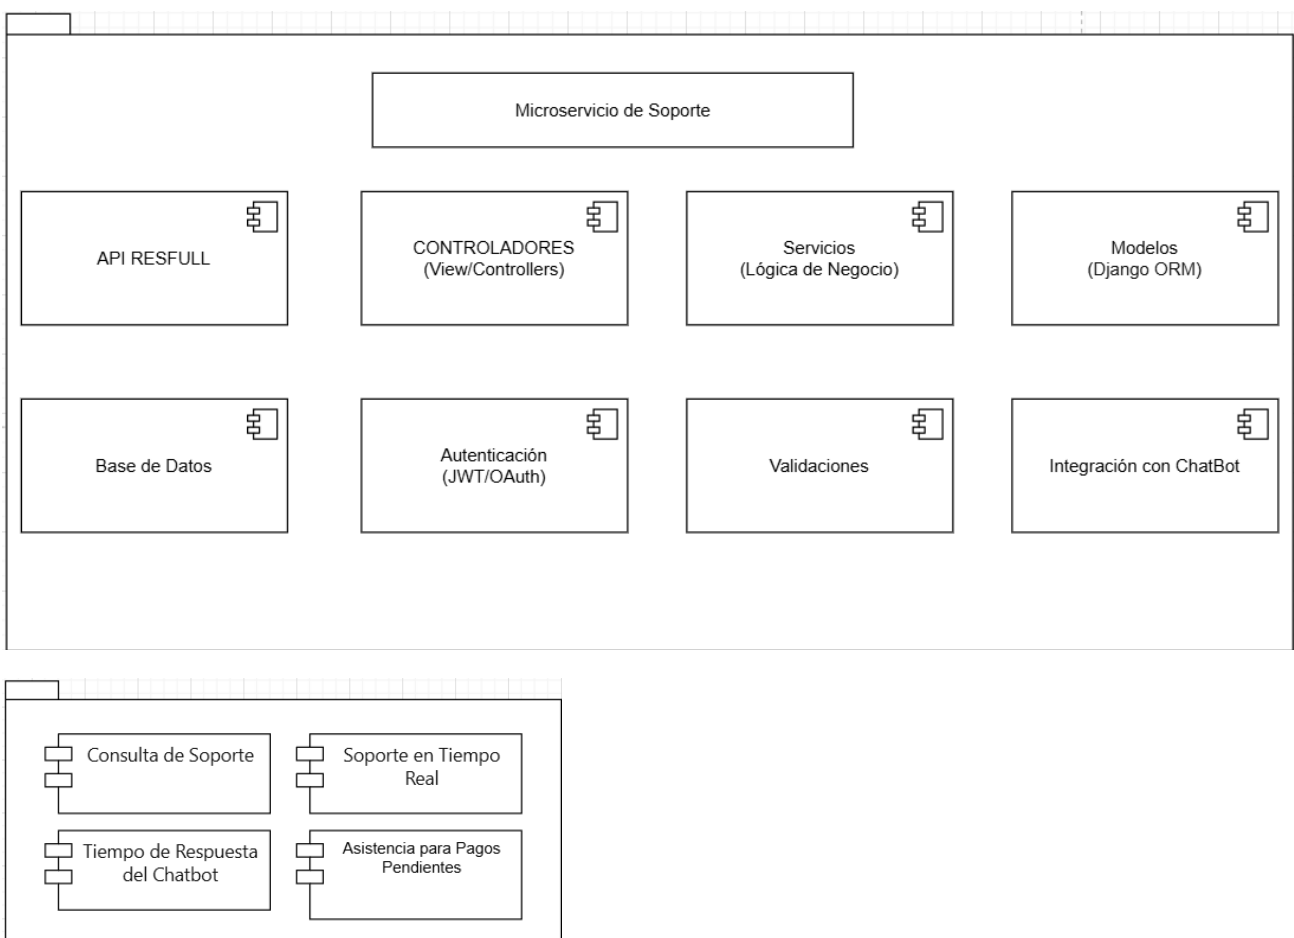 Microservicio de Soporte
API RESFULL
CONTROLADORES
(View/Controllers)
Servicios
(Lógica de Negocio)
Modelos
(Django ORM)
Base de Datos
Autenticación
(JWT/OAuth)
Validaciones
Integración con ChatBot
Consulta de Soporte
Soporte en Tiempo
Real
Tiempo de Respuesta
del Chatbot
Asistencia para Pagos
Pendientes